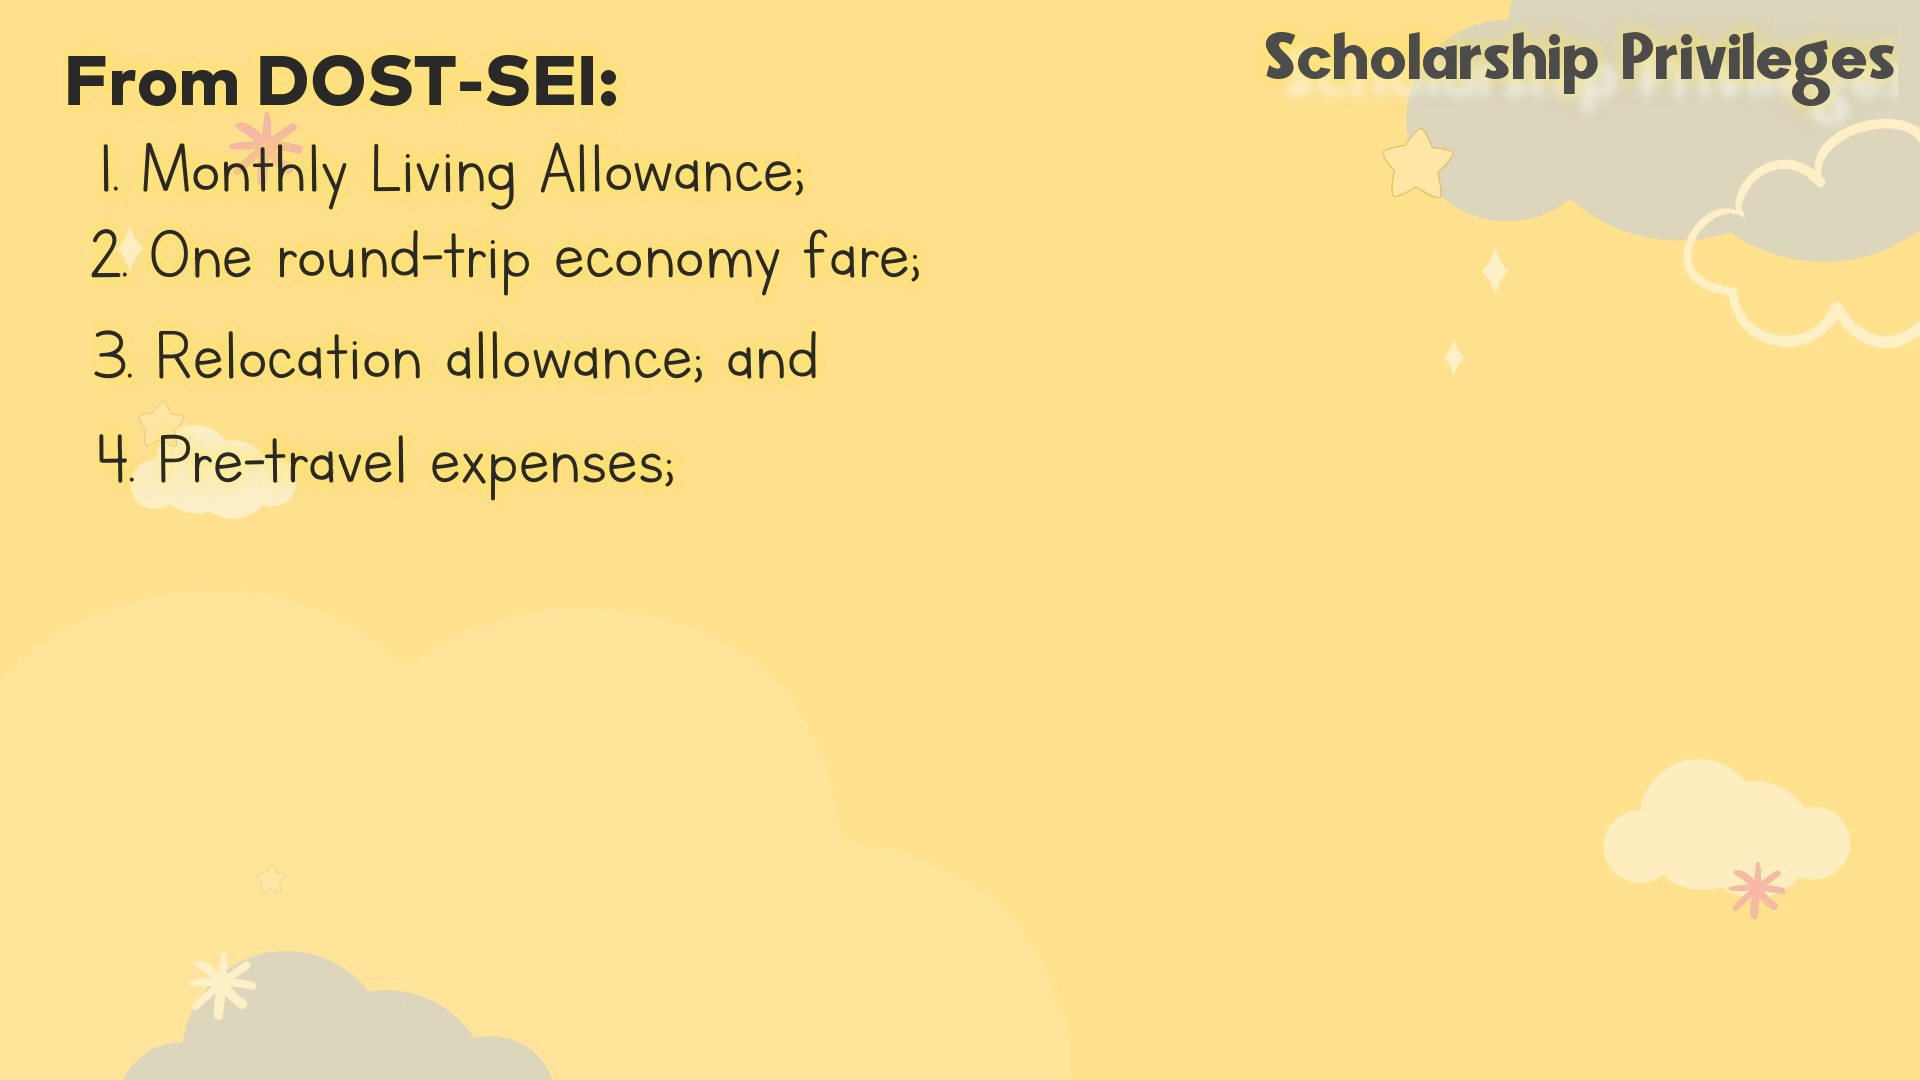 Scholarship Privileges
From DOST-SEI:
1. Monthly Living Allowance;
2. One round-trip economy fare;
3. Relocation allowance; and
4. Pre-travel expenses;